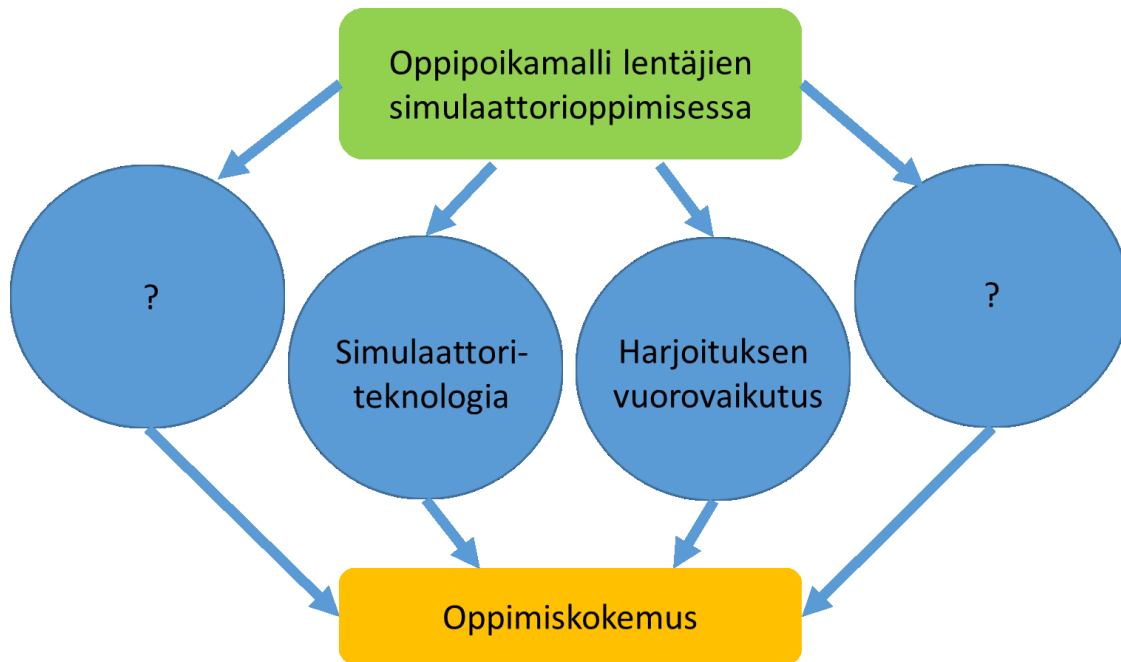 Oppipoikamalli lentäjien
simulaattorioppimisessa
?
Simulaattori-
teknologia
Harjoituksen
vuorovaikutus
?
Oppimiskokemus